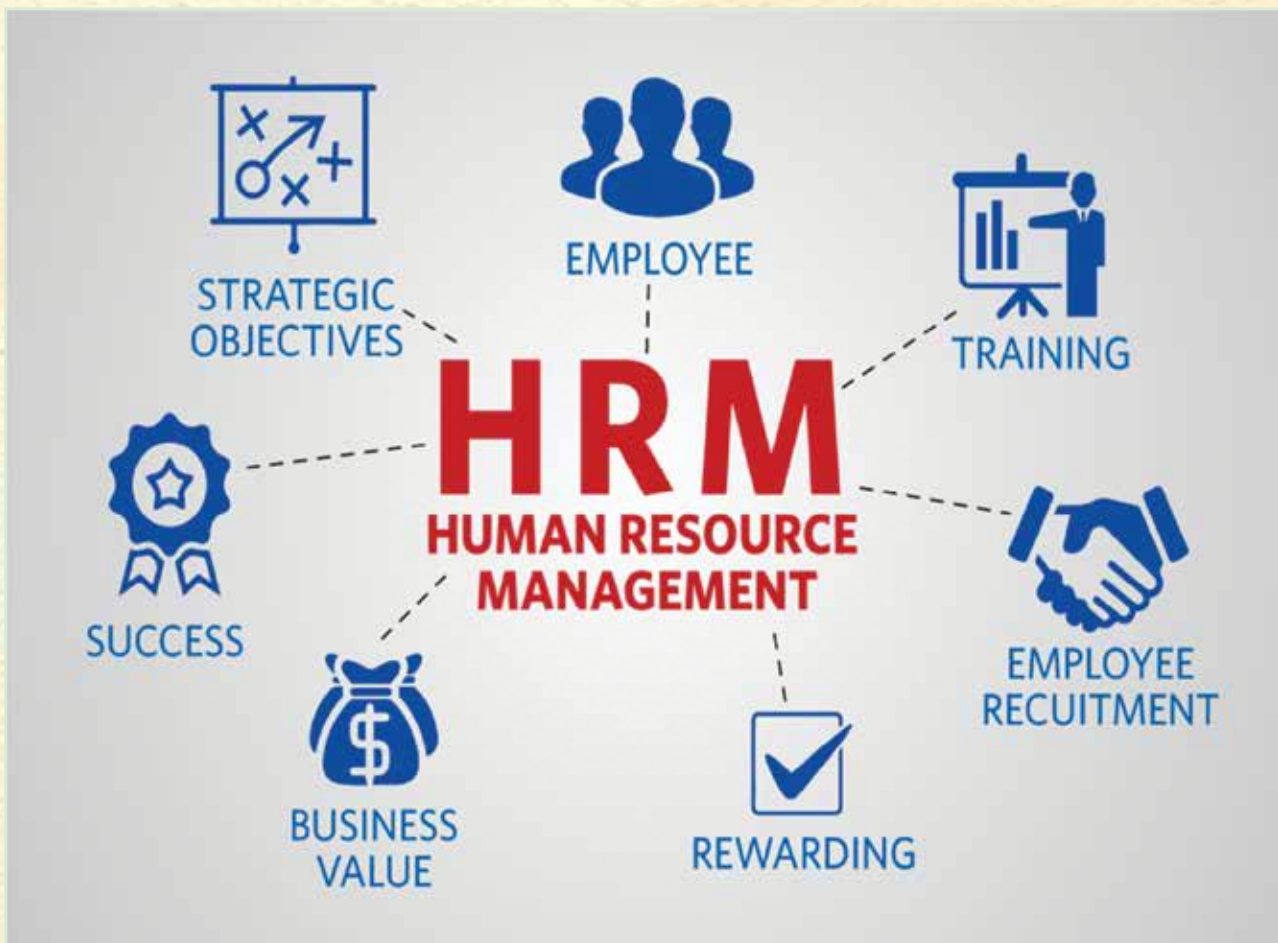 STRATEGIC
OBJECTIVES
EMPLOYEE
TRAINING
HRM
HUMAN RESOURCE
MANAGEMENT
SUCCESS
EMPLOYEE
RECUITMENT
BUSINESS
VALUE
$
REWARDING